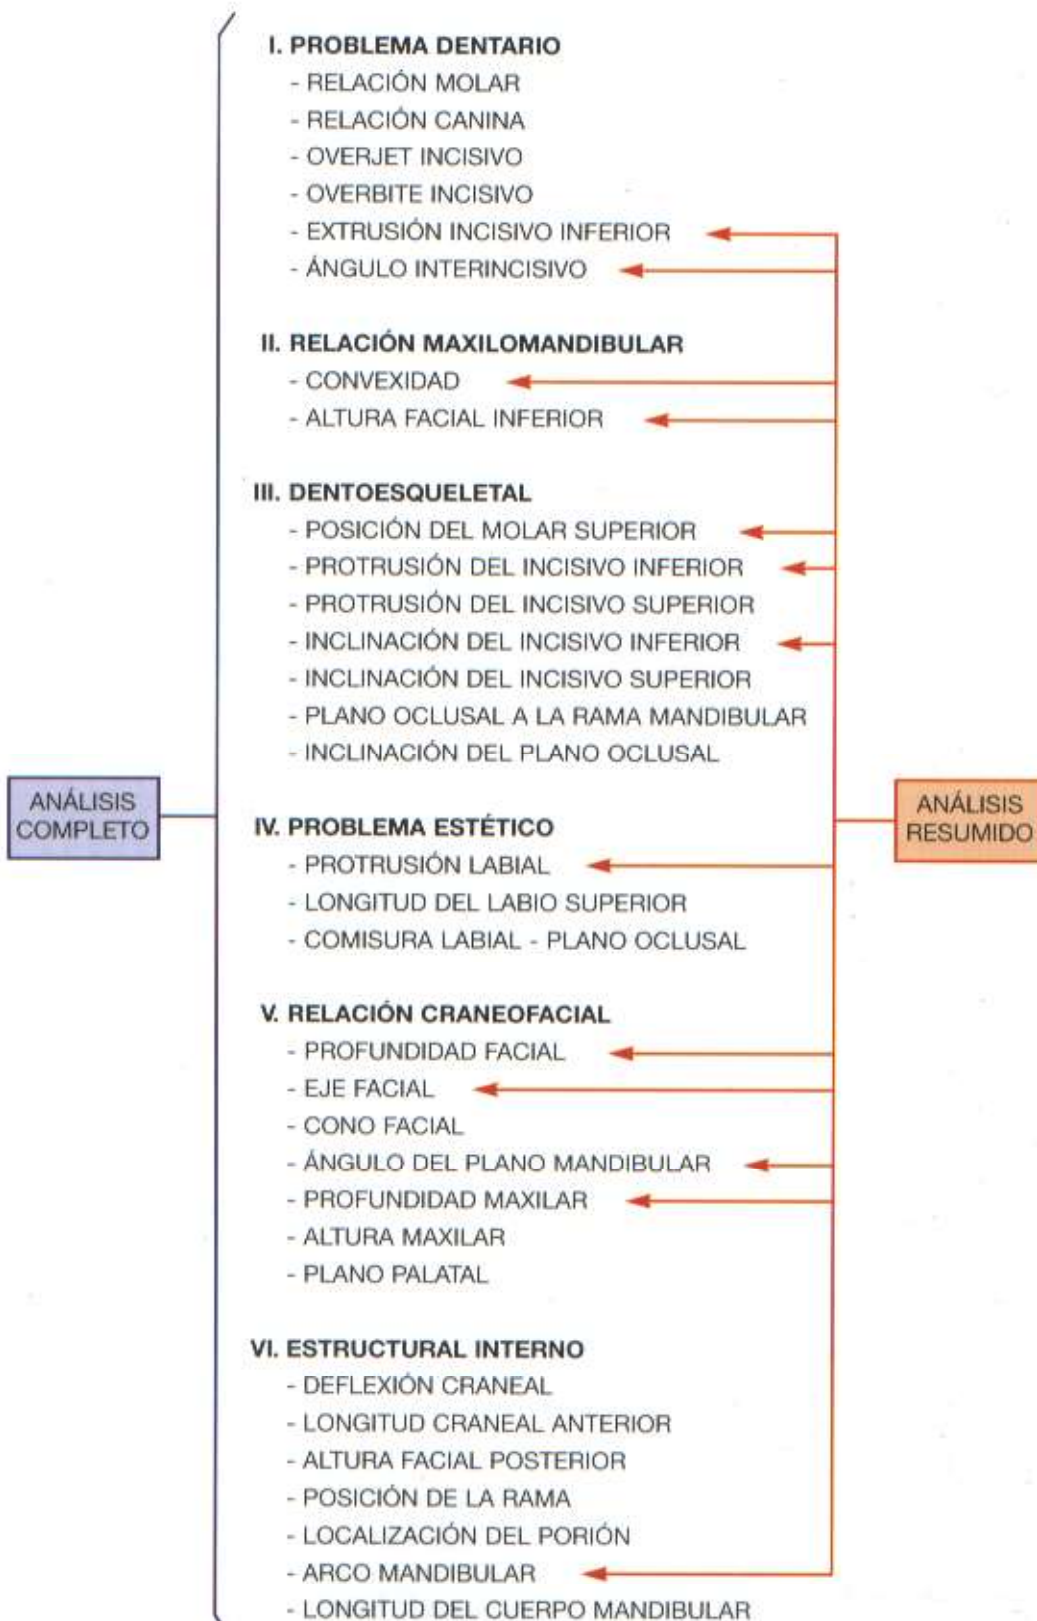 I. PROBLEMA DENTARIO
- RELACIÓN MOLAR
- RELACIÓN CANINA
- OVERJET INCISIVO
- OVERBITE INCISIVO
- EXTRUSIÓN INCISIVO INFERIOR
- ÁNGULO INTERINCISIVO
II. RELACIÓN MAXILOMANDIBULAR
- CONVEXIDAD
- ALTURA FACIAL INFERIOR
III. DENTOESQUELETAL
- POSICIÓN DEL MOLAR SUPERIOR
- PROTRUSIÓN DEL INCISIVO INFERIOR
- PROTRUSIÓN DEL INCISIVO SUPERIOR
- INCLINACIÓN DEL INCISIVO INFERIOR
- INCLINACIÓN DEL INCISIVO SUPERIOR
- PLANO OCLUSAL A LA RAMA MANDIBULAR
- INCLINACIÓN DEL PLANO OCLUSAL
ANÁLISIS
COMPLETO
ANÁLISIS
RESUMIDO
IV. PROBLEMA ESTÉTICO
- PROTRUSIÓN LABIAL
- LONGITUD DEL LABIO SUPERIOR
- COMISURA LABIAL - PLANO OCLUSAL
V. RELACIÓN CRANEOFACIAL
- PROFUNDIDAD FACIAL
- EJE FACIAL
- CONO FACIAL
- ÁNGULO DEL PLANO MANDIBULAR
- PROFUNDIDAD MAXILAR
- ALTURA MAXILAR
- PLANO PALATAL
VI. ESTRUCTURAL INTERNO
- DEFLEXIÓN CRANEAL
- LONGITUD CRANEAL ANTERIOR
- ALTURA FACIAL POSTERIOR
- POSICIÓN DE LA RAMA
- LOCALIZACIÓN DEL PORIÓN
- ARCO MANDIBULAR
- LONGITUD DEL CUERPO MANDIBULAR